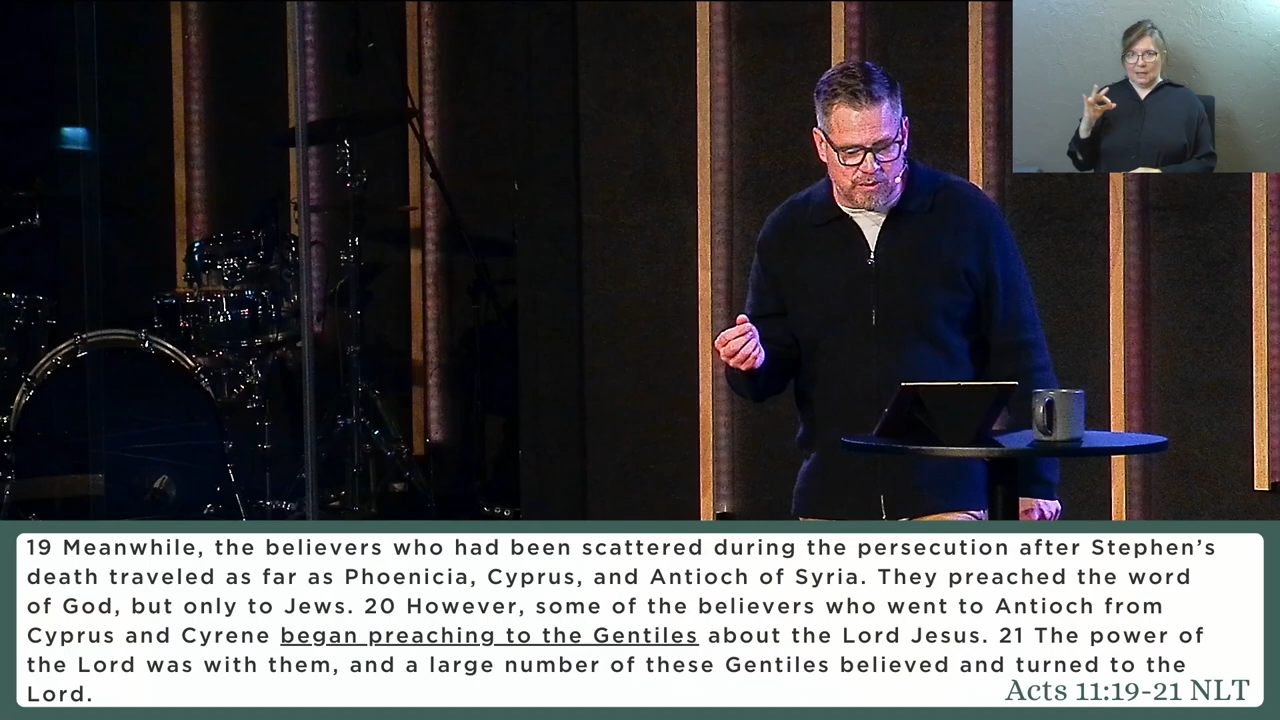 19 Meanwhile, the believers who had been scattered during the persecution after Stephen’s
death traveled as far as Phoenicia, Cyprus, and Antioch of Syria. They preached the word
of God, but only to Jews. 20 However, some of the believers who went to Antioch from
Cyprus and Cyrene began preaching to the Gentiles about the Lord Jesus. 21 The power of
the Lord was with them, and a large number of these Gentiles believed and turned to the
Lord.
Acts 11:19-21 NLT